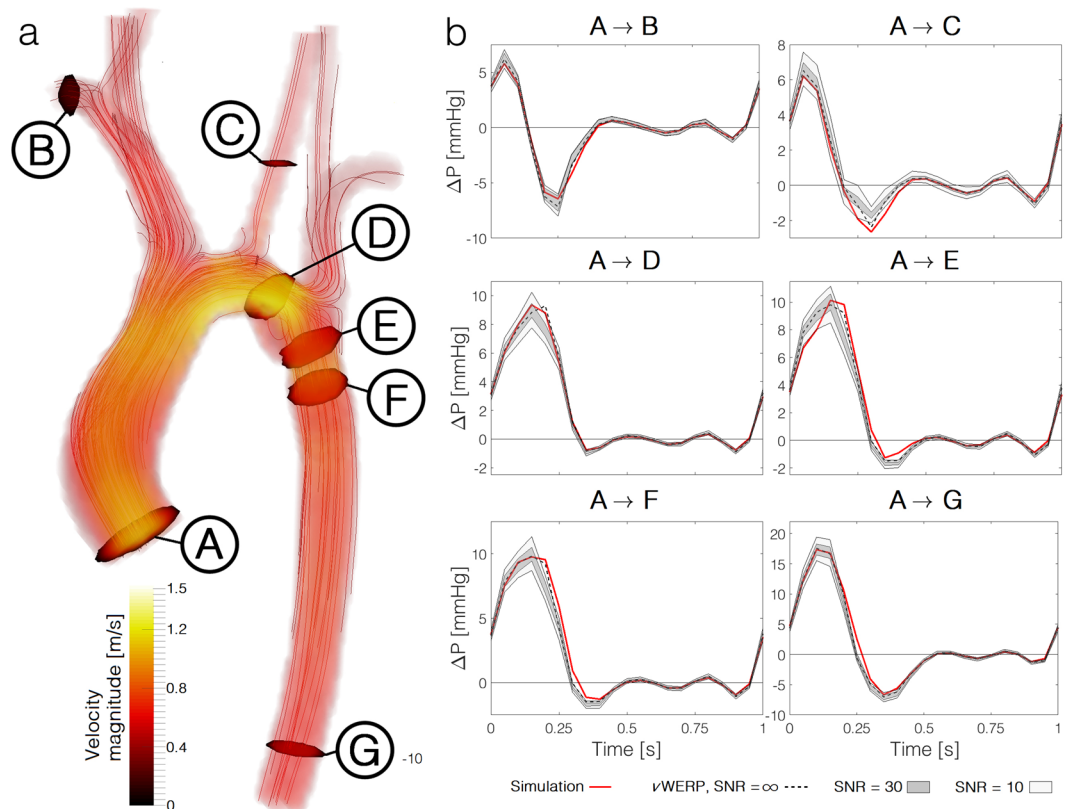 a
B
C
D
E
F
A
G
1.5
1.2
0.8
0.4
0
Velocity
magnitude [m/s]
-10
b
A → B
5
0
-5
-10
ΔP [mmHg]
A → C
8
6
4
2
0
-2
A → D
10
8
6
4
2
0
-2
ΔP [mmHg]
A → E
10
8
6
4
2
0
-2
A → F
10
5
0
ΔP [mmHg]
0 0.25 0.5 0.75 1
Time [s]
A → G
20
15
10
5
0
-5
10
-1
0 0.25 0.5 0.75 1
Time [s]
Simulation
νWERP, SNR = ∞
SNR = 30
SNR = 10